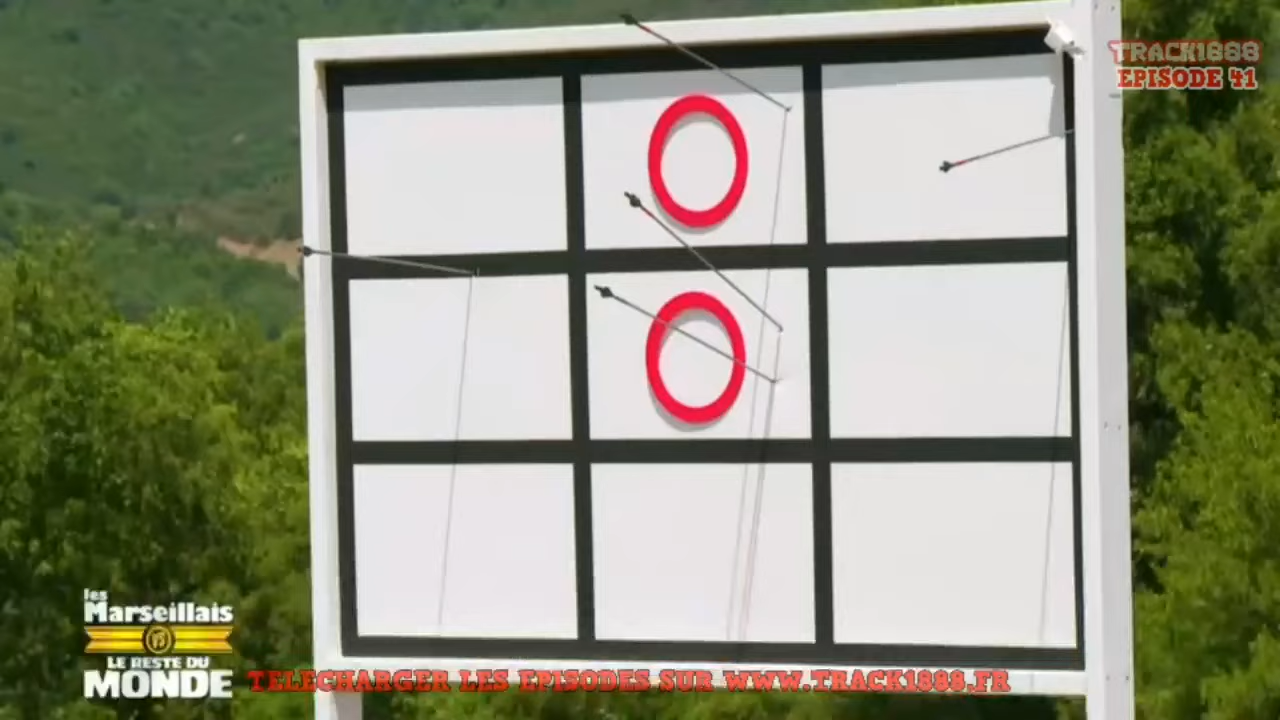 TRACK1888
EPISODE 41
les
Marseillais
LE RESTE DU
MONDE
TELECHARGER LES EPISODES SUR WWW.TRACK1888.FR